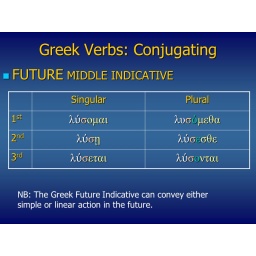 Greek Verbs: Conjugating
FUTURE MIDDLE INDICATIVE
Singular Plural
1st λύσομαι λυσομεθα
2nd λύσῃ λύσεσθε
3rd λύσεται λύσονται
NB: The Greek Future Indicative can convey either
simple or linear action in the future.